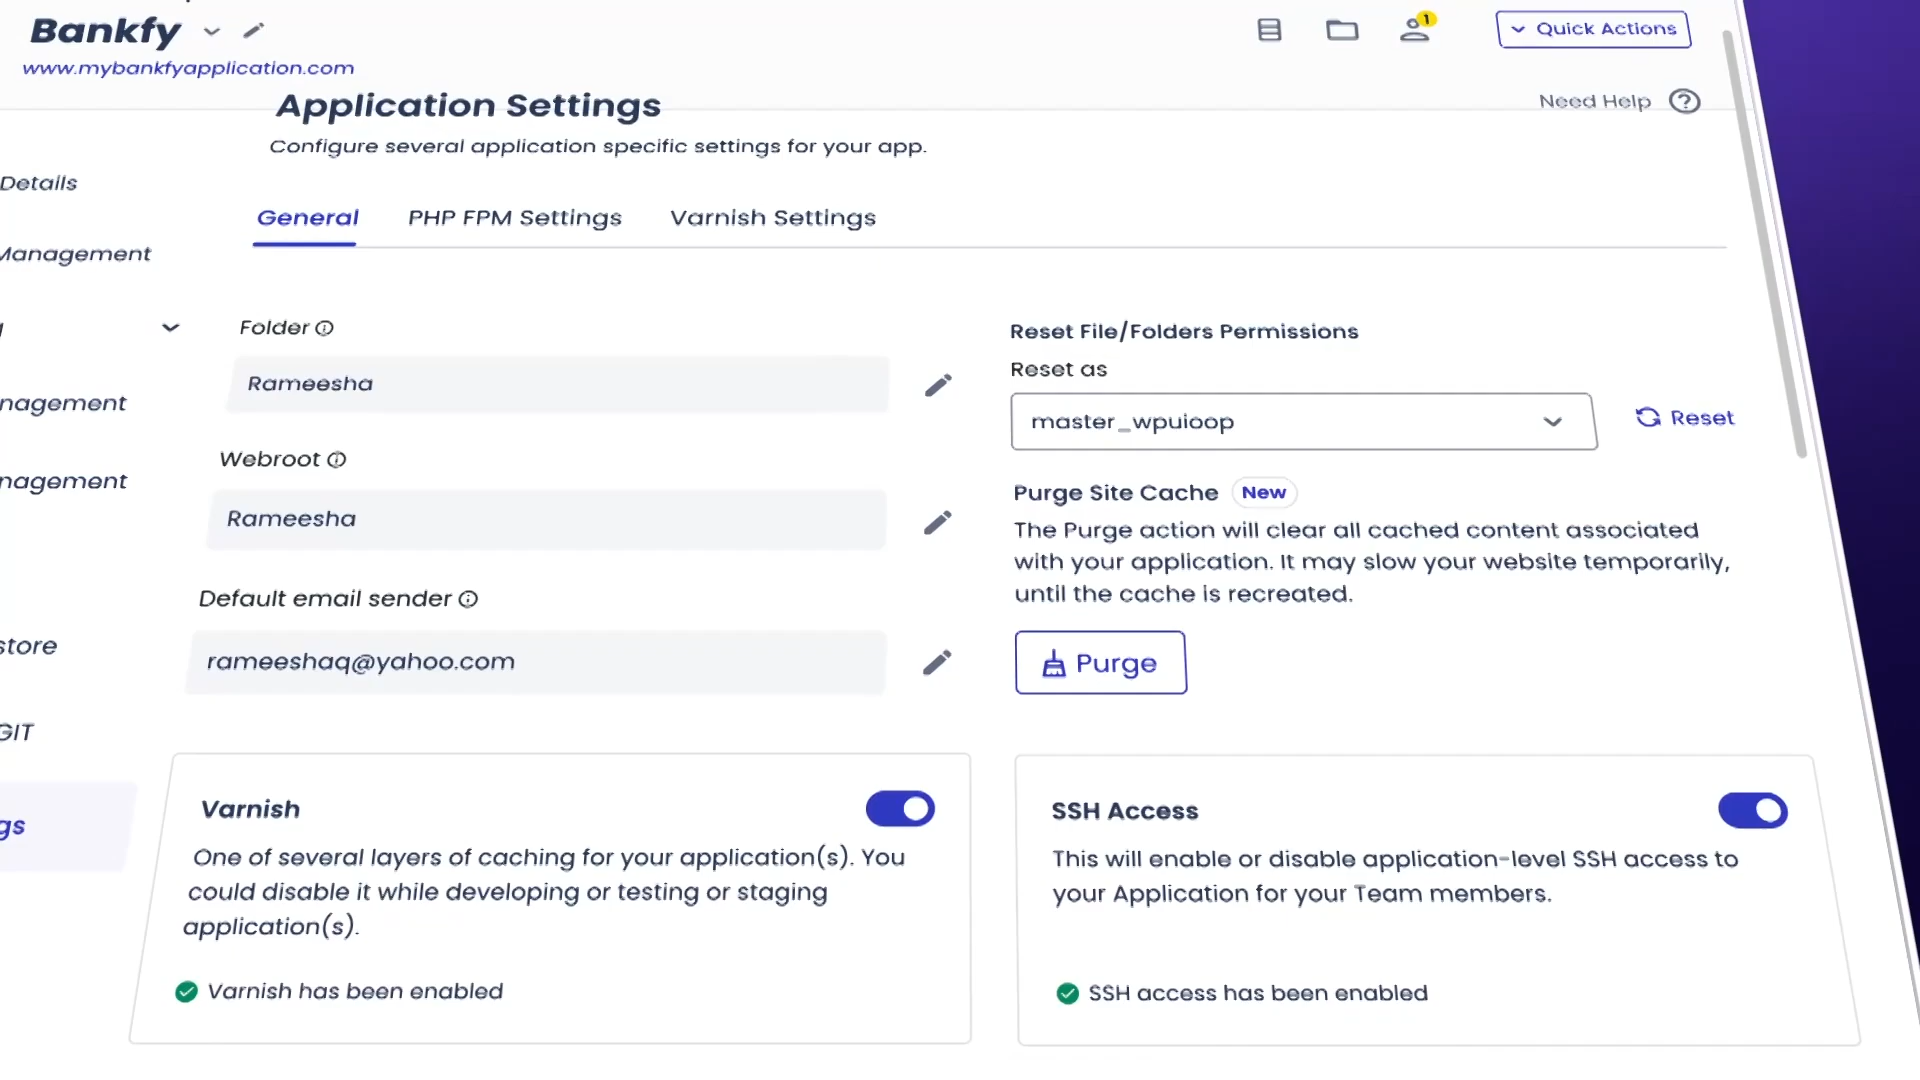 Bankfy
www.mybankfyapplication.com
1
Quick Actions
Application Settings
Need Help
Configure several application specific settings for your app.
Details
Management
General
PHP FPM Settings
Varnish Settings
Folder
Rameesha
Webroot
Rameesha
Default email sender
rameeshaq@yahoo.com
Reset File/Folders Permissions
Reset as
master_wpuioop
Reset
Purge Site Cache
New
The Purge action will clear all cached content associated
with your application. It may slow your website temporarily,
until the cache is recreated.
Purge
nagement
nagement
store
GIT
gs
Varnish
One of several layers of caching for your application(s). You
could disable it while developing or testing or staging
application(s).
Varnish has been enabled
SSH Access
This will enable or disable application-level SSH access to
your Application for your Team members.
SSH access has been enabled